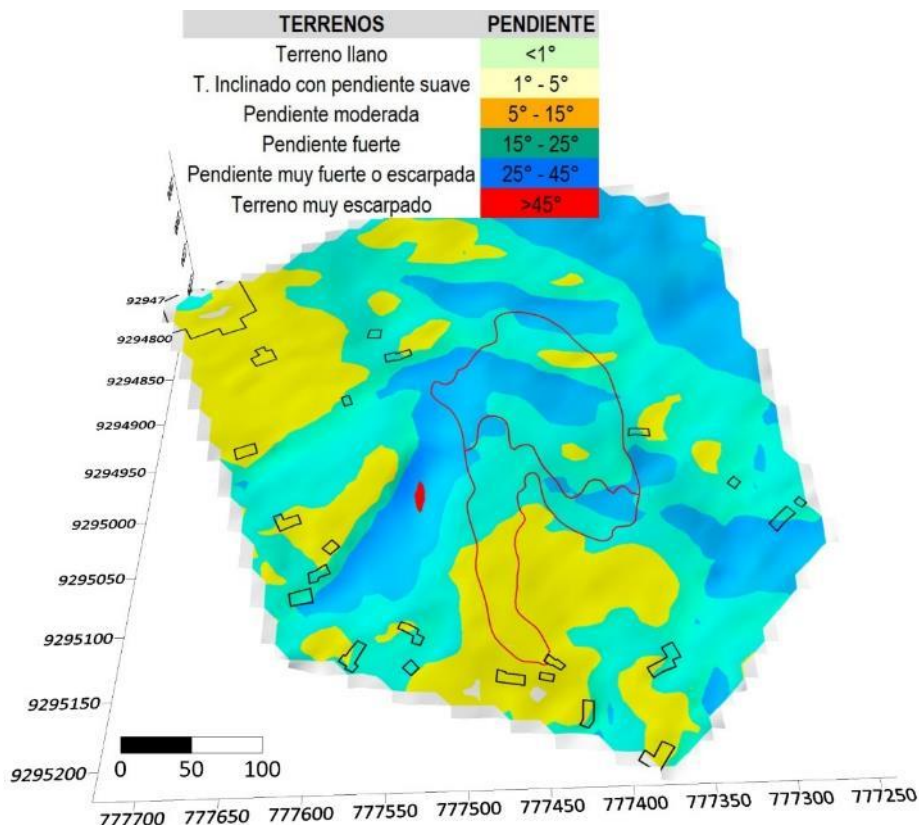 TERRENOS PENDIENTE
Terreno llano <1°
T. Inclinado con pendiente suave 1° - 5°
Pendiente moderada 5° - 15°
Pendiente fuerte 15° - 25°
Pendiente muy fuerte o escarpada 25° - 45°
Terreno muy escarpado >45°
92947
9294800
9294850
9294900
9294950
9295000
9295050
9295100
9295150
9295200
0 50 100
777700 777650 777600 777550 777500 777450 777400 777350 777300 777250